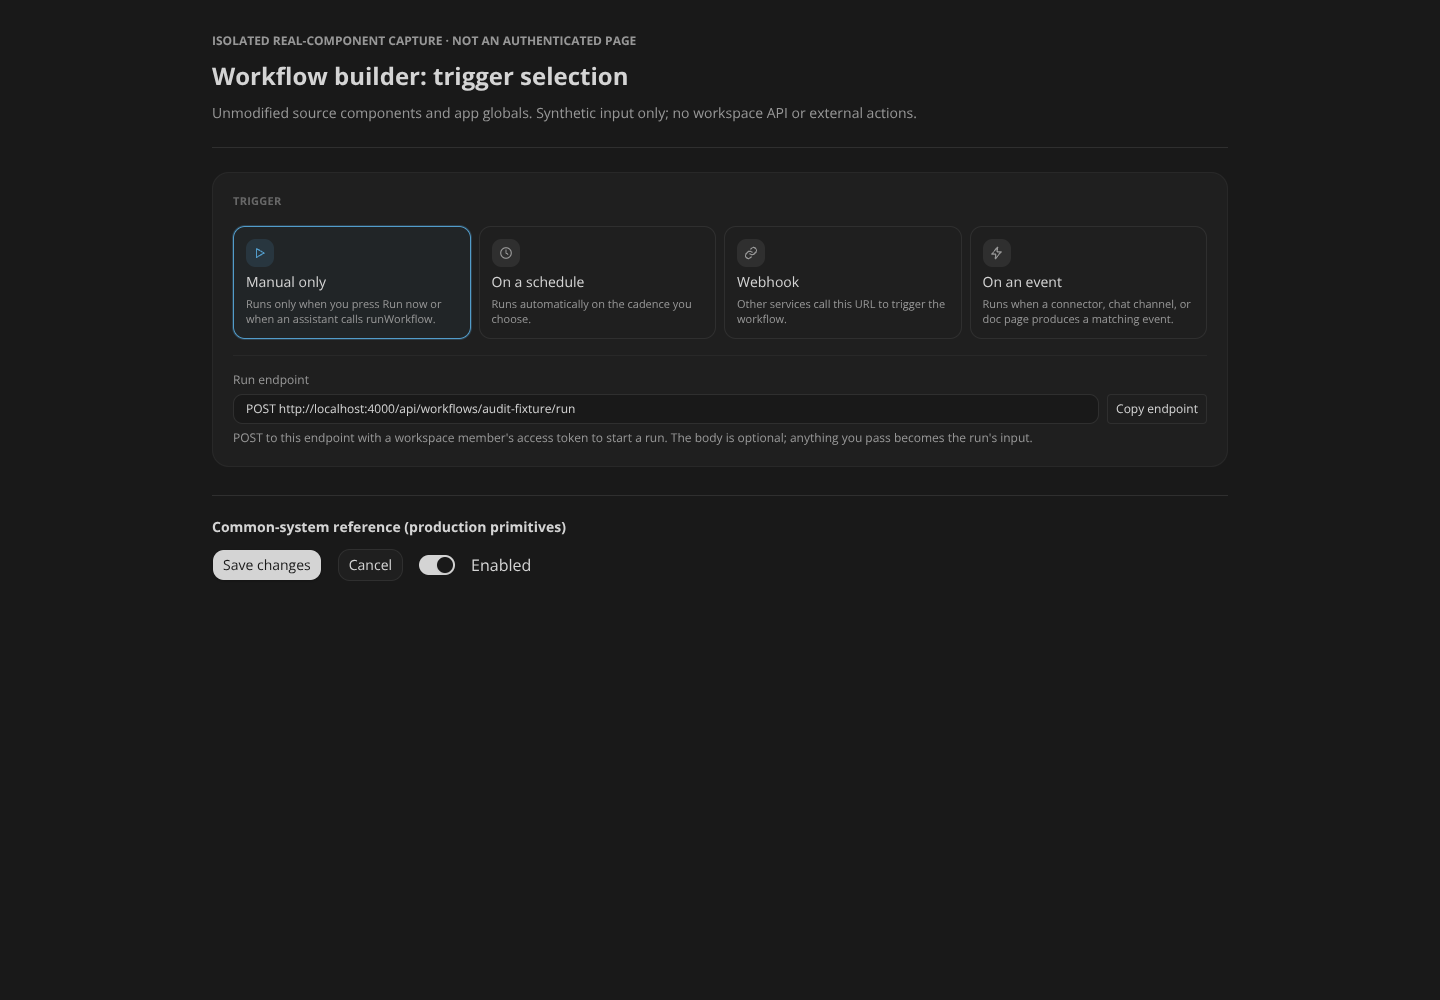 ISOLATED REAL-COMPONENT CAPTURE · NOT AN AUTHENTICATED PAGE
Workflow builder: trigger selection
Unmodified source components and app globals. Synthetic input only; no workspace API or external actions.
TRIGGER
Manual only
Runs only when you press Run now or
when an assistant calls runWorkflow.
On a schedule
Runs automatically on the cadence you
choose.
Webhook
Other services call this URL to trigger the
workflow.
On an event
Runs when a connector, chat channel, or
doc page produces a matching event.
Run endpoint
POST http://localhost:4000/api/workflows/audit-fixture/run
Copy endpoint
POST to this endpoint with a workspace member's access token to start a run. The body is optional; anything you pass becomes the run's input.
Common-system reference (production primitives)
Save changes
Cancel
Enabled